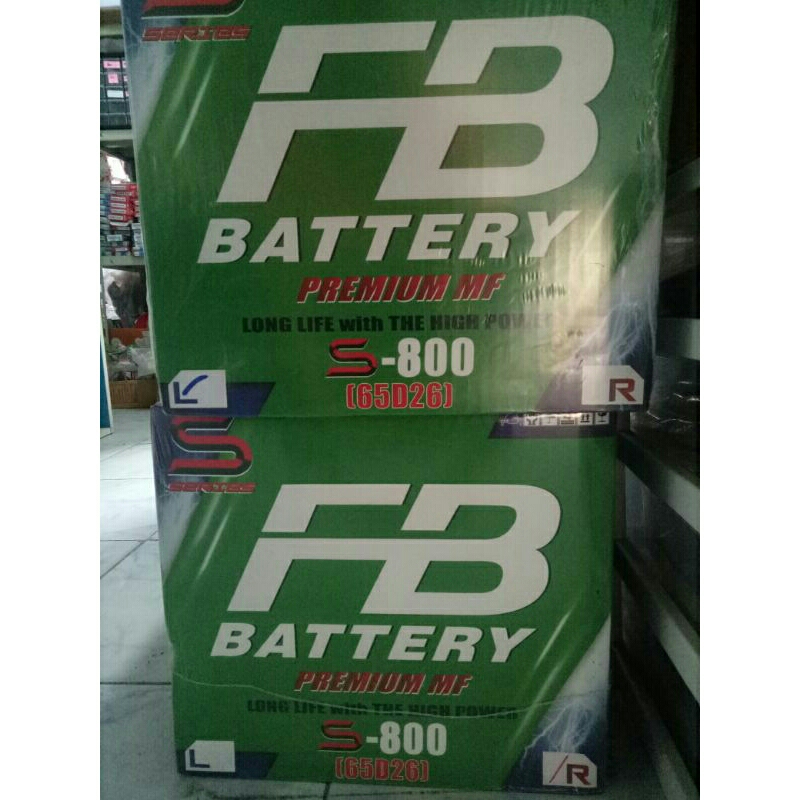 S
SERIES
FB
BATTERY
PREMIUM MF
LONG LIFE with THE HIGH POWER
S-800
(65D26)
L
R
S
SERIES
FB
BATTERY
PREMIUM MF
LONG LIFE with THE HIGH POWER
S-800
(65D26)
L
R